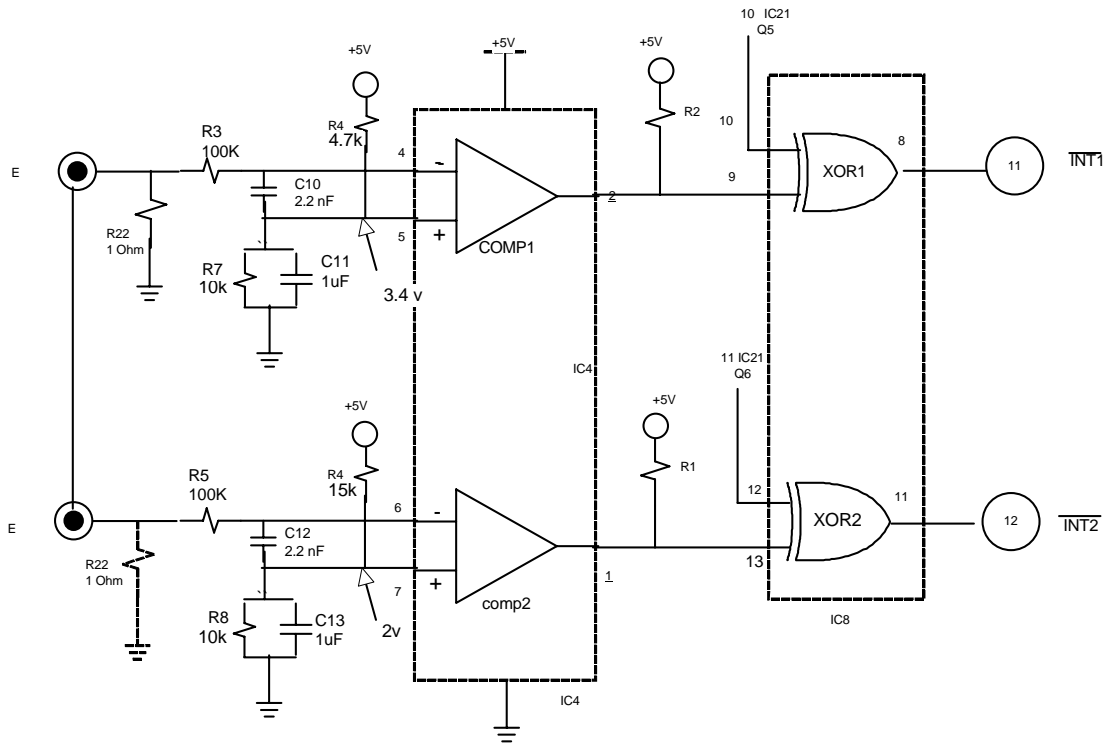 10 IC21
Q5
+5V
+5V
+5V
R2
R4
4.7k
10
R3
100K
4
8
E
-
XOR1
11
INT1
C10
2.2 nF
9
2
R22
1 Ohm
5
+
COMP1
R7
10k
C11
1uF
3.4 v
11 IC21
Q6
IC4
+5V
+5V
R4
15k
R1
R5
100K
6
12
11
E
-
XOR2
12
INT2
C12
2.2 nF
R22
1 Ohm
13
7
+
comp2
1
R8
10k
C13
1uF
2v
IC8
IC4